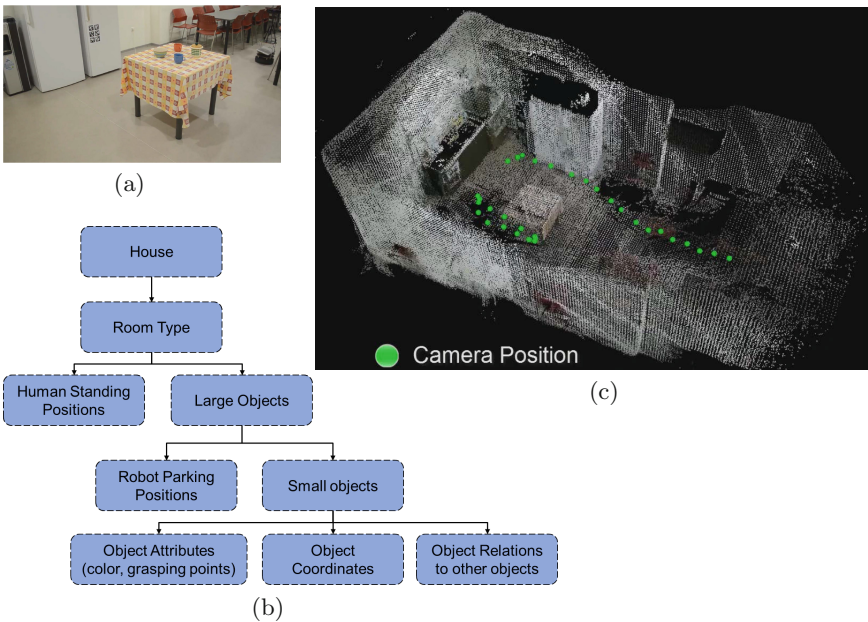 (a)
House
Room Type
Human Standing
Positions
Large Objects
Robot Parking
Positions
Small objects
Object Attributes
(color, grasping points)
Object
Coordinates
Object Relations
to other objects
(b)
Camera Position
(c)